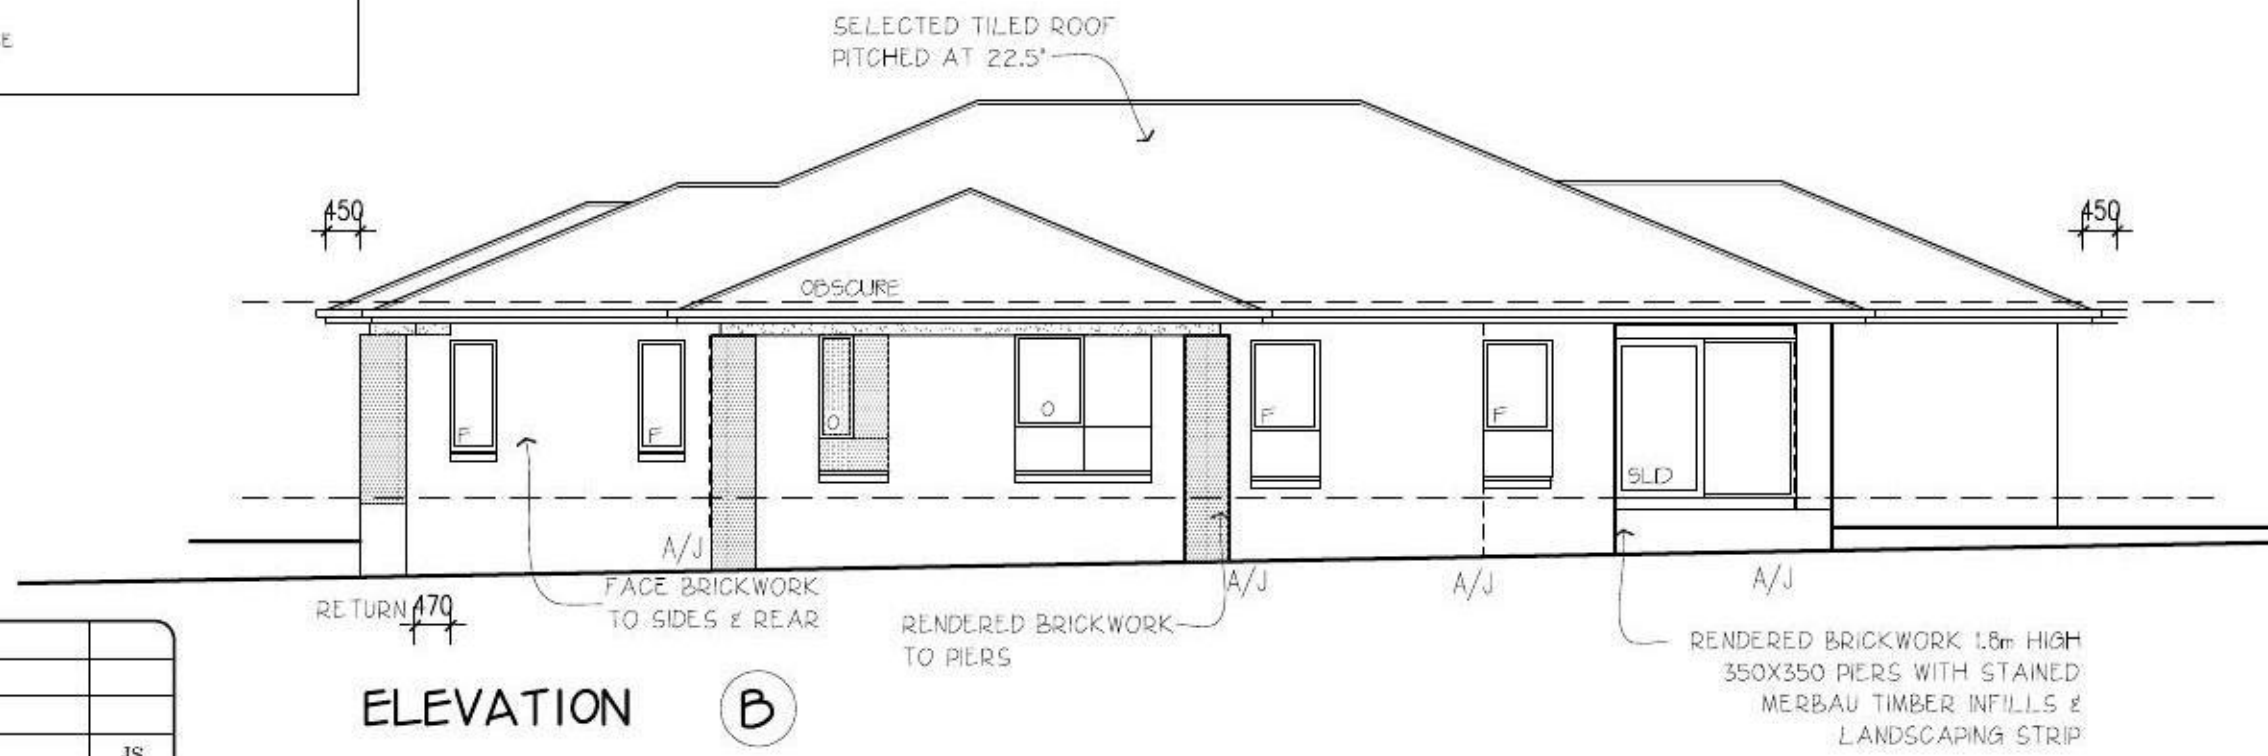 E
SELECTED TILED ROOF
PITCHED AT 22.5°
450
450
OBSCURE
F
F
O
O
F
F
SLD
A/J
A/J
A/J
A/J
RETURN 470
FACE BRICKWORK
TO SIDES & REAR
RENDERED BRICKWORK
TO PIERS
RENDERED BRICKWORK 1.8m HIGH
350X350 PIERS WITH STAINED
MERBAU TIMBER INFILLS &
LANDSCAPING STRIP
ELEVATION B
JS